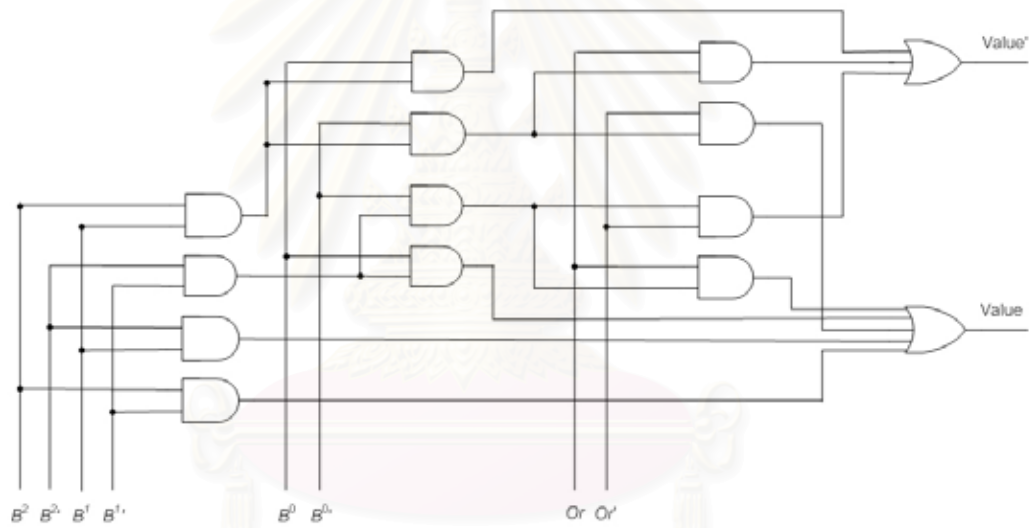 Value'
Value
B² B²' B¹ B¹' B⁰ B⁰' Or Or'